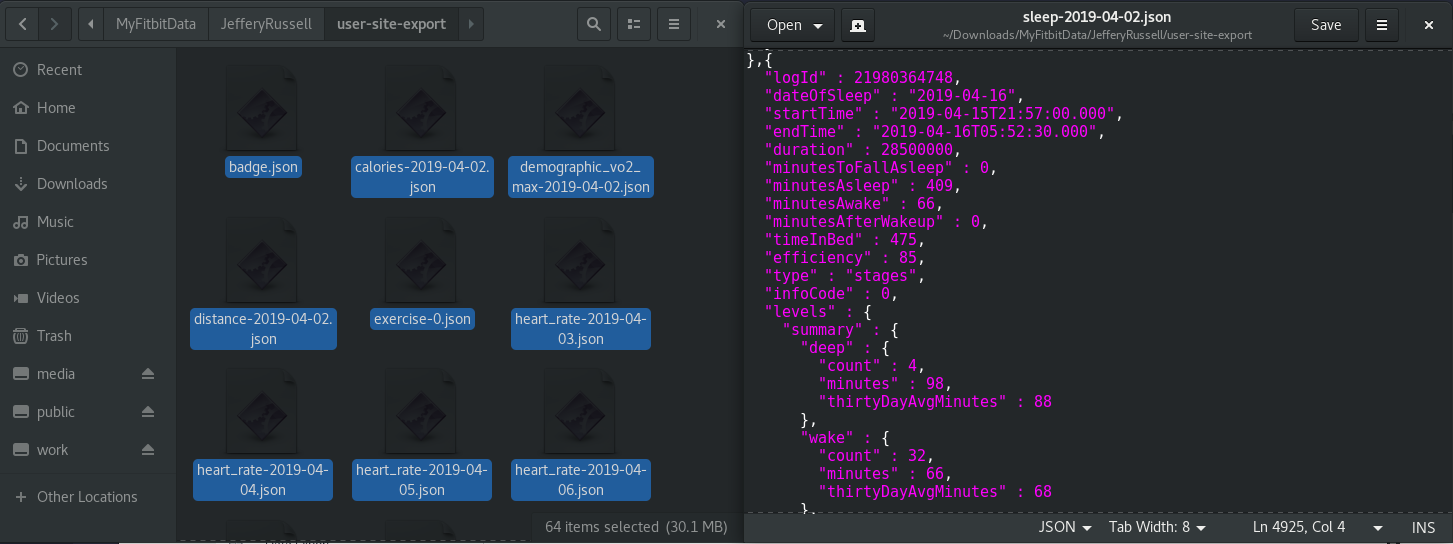 MyFitbitData
JefferyRussell
user-site-export
Recent
Home
Documents
Downloads
Music
Pictures
Videos
Trash
media
public
work
Other Locations
badge.json
calories-2019-04-02.
json
demographic_vo2_
max-2019-04-02.json
distance-2019-04-02.
json
exercise-0.json
heart_rate-2019-04-
03.json
heart_rate-2019-04-
04.json
heart_rate-2019-04-
05.json
heart_rate-2019-04-
06.json
64 items selected (30.1 MB)
Open
sleep-2019-04-02.json
~/Downloads/MyFitbitData/JefferyRussell/user-site-export
Save
},{
"logId" : 21980364748,
"dateOfSleep" : "2019-04-16",
"startTime" : "2019-04-15T21:57:00.000",
"endTime" : "2019-04-16T05:52:30.000",
"duration" : 28500000,
"minutesToFallAsleep" : 0,
"minutesAsleep" : 409,
"minutesAwake" : 66,
"minutesAfterWakeup" : 0,
"timeInBed" : 475,
"efficiency" : 85,
"type" : "stages",
"infoCode" : 0,
"levels" : {
"summary" : {
"deep" : {
"count" : 4,
"minutes" : 98,
"thirtyDayAvgMinutes" : 88
},
"wake" : {
"count" : 32,
"minutes" : 66,
"thirtyDayAvgMinutes" : 68
},
JSON
Tab Width: 8
Ln 4925, Col 4
INS